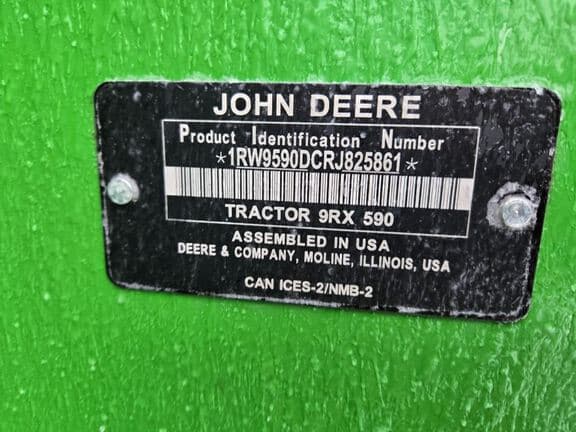 JOHN DEERE
Product Identification Number
*1RW9590DCRJ825861*
TRACTOR 9RX 590
ASSEMBLED IN USA
DEERE & COMPANY, MOLINE, ILLINOIS, USA
CAN ICES-2/NMB-2